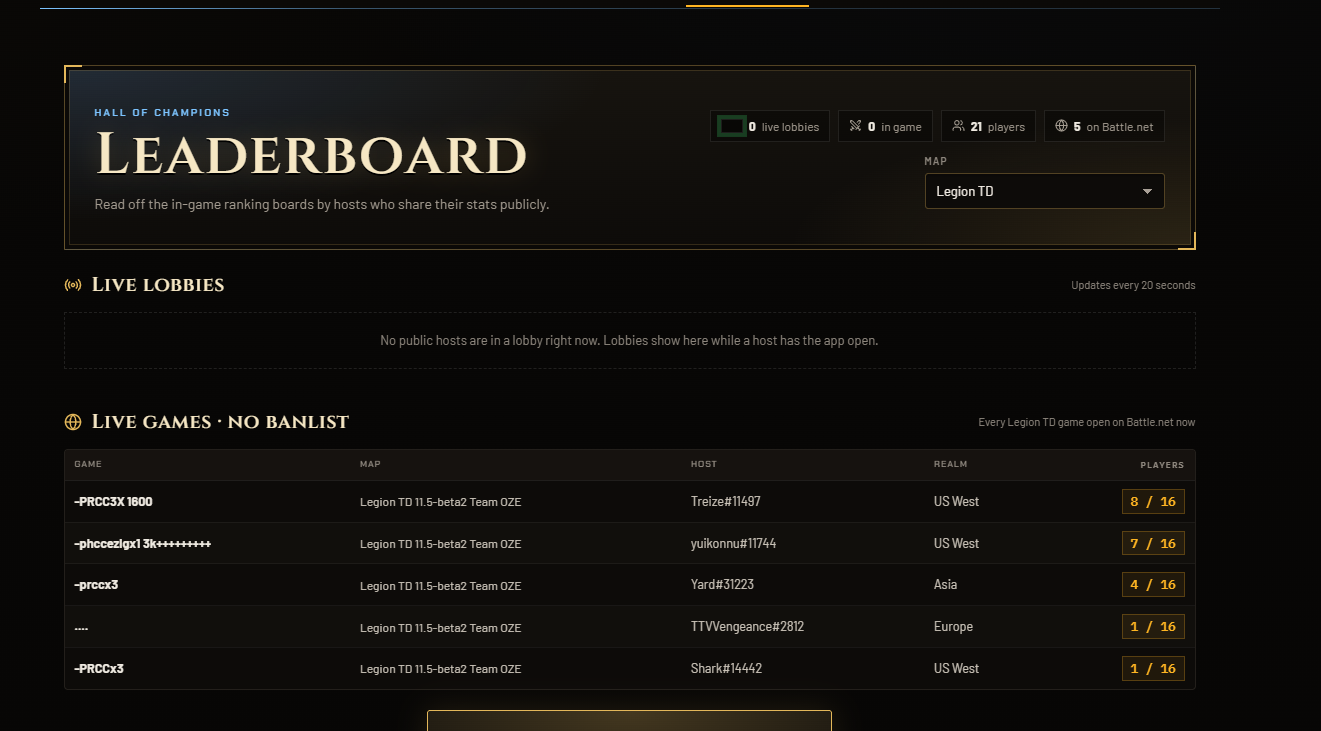 HALL OF CHAMPIONS
LEADERBOARD
Read off the in-game ranking boards by hosts who share their stats publicly.
0 live lobbies
0 in game
21 players
5 on Battle.net
MAP
Legion TD
LIVE LOBBIES
Updates every 20 seconds
No public hosts are in a lobby right now. Lobbies show here while a host has the app open.
LIVE GAMES · NO BANLIST
Every Legion TD game open on Battle.net now
GAME MAP HOST REALM PLAYERS
-PRCC3X 1600 Legion TD 11.5-beta2 Team OZE Treize#11497 US West 8 / 16
-phccezlgx1 3k+++++++++ Legion TD 11.5-beta2 Team OZE yuikonnu#11744 US West 7 / 16
-prccx3 Legion TD 11.5-beta2 Team OZE Yard#31223 Asia 4 / 16
.... Legion TD 11.5-beta2 Team OZE TTVVengeance#2812 Europe 1 / 16
-PRCCx3 Legion TD 11.5-beta2 Team OZE Shark#14442 US West 1 / 16